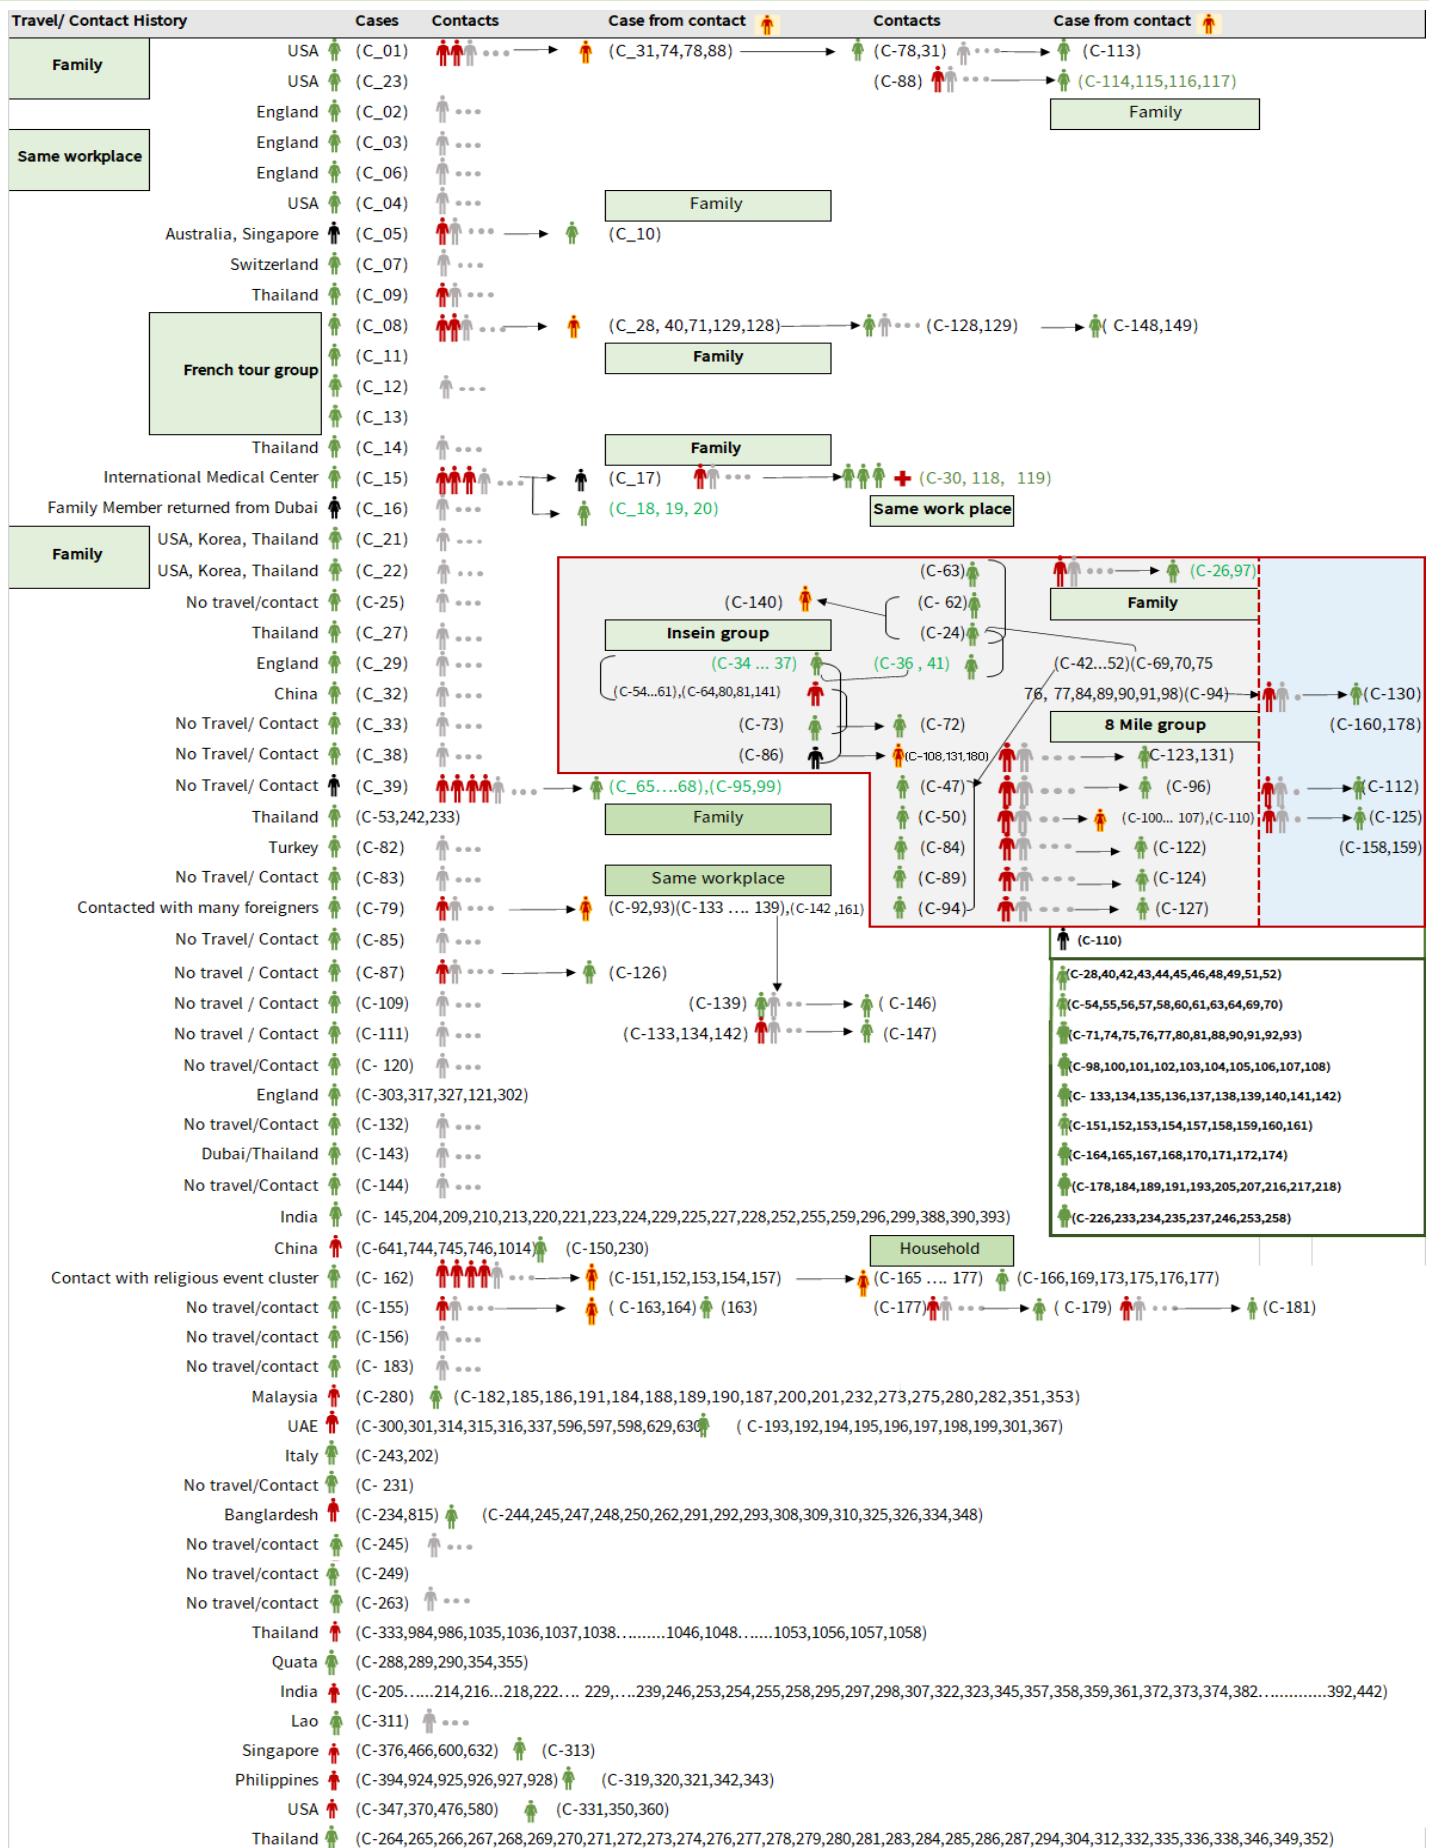 Travel/ Contact History Cases Contacts Case from contact Contacts Case from contact
Family
USA (C_01) (C_31,74,78,88) (C-78,31) (C-113)
USA (C_23) (C-88) (C-114,115,116,117)
England (C_02) Family
Same workplace
England (C_03)
England (C_06)
USA (C_04) Family
Australia, Singapore (C_05) (C_10)
Switzerland (C_07)
Thailand (C_09)
French tour group
(C_08) (C_28, 40,71,129,128) (C-128,129) ( C-148,149)
(C_11) Family
(C_12)
(C_13)
Thailand (C_14) Family
International Medical Center (C_15) (C_17) (C-30, 118, 119)
Family Member returned from Dubai (C_16) (C_18, 19, 20) Same work place
Family
USA, Korea, Thailand (C_21)
USA, Korea, Thailand (C_22) (C-63) (C-26,97)
No travel/contact (C-25) (C-140) (C- 62) Family
Thailand (C_27) Insein group (C-24)
England (C_29) (C-34 ... 37) (C-36 , 41) (C-42...52)(C-69,70,75
China (C_32) (C-54...61),(C-64,80,81,141) 76, 77,84,89,90,91,98)(C-94) (C-130)
No Travel/ Contact (C_33) (C-73) (C-72) 8 Mile group (C-160,178)
No Travel/ Contact (C_38) (C-86) (C-108,131,180) C-123,131)
No Travel/ Contact (C_39) (C_65....68),(C-95,99) (C-47) (C-96) (C-112)
Thailand (C-53,242,233) Family (C-50) (C-100... 107),(C-110) (C-125)
Turkey (C-82) (C-84) (C-122) (C-158,159)
No Travel/ Contact (C-83) Same workplace (C-89) (C-124)
Contacted with many foreigners (C-79) (C-92,93)(C-133 .... 139),(C-142 ,161) (C-94) (C-127)
No Travel/ Contact (C-85) (C-110)
No travel / Contact (C-87) (C-126) (C-28,40,42,43,44,45,46,48,49,51,52)
No travel / Contact (C-109) (C-139) ( C-146) (C-54,55,56,57,58,60,61,63,64,69,70)
No travel / Contact (C-111) (C-133,134,142) (C-147) (C-71,74,75,76,77,80,81,88,90,91,92,93)
No travel/Contact (C- 120) (C-98,100,101,102,103,104,105,106,107,108)
England (C-303,317,327,121,302) (C- 133,134,135,136,137,138,139,140,141,142)
No travel/Contact (C-132) (C-151,152,153,154,157,158,159,160,161)
Dubai/Thailand (C-143) (C-164,165,167,168,170,171,172,174)
No travel/Contact (C-144) (C-178,184,189,191,193,205,207,216,217,218)
India (C- 145,204,209,210,213,220,221,223,224,229,225,227,228,252,255,259,296,299,388,390,393) (C-226,233,234,235,237,246,253,258)
China (C-641,744,745,746,1014) (C-150,230) Household
Contact with religious event cluster (C- 162) (C-151,152,153,154,157) (C-165 .... 177) (C-166,169,173,175,176,177)
No travel/contact (C-155) ( C-163,164) (163) (C-177) ( C-179) (C-181)
No travel/contact (C-156)
No travel/contact (C- 183)
Malaysia (C-280) (C-182,185,186,191,184,188,189,190,187,200,201,232,273,275,280,282,351,353)
UAE (C-300,301,314,315,316,337,596,597,598,629,630 ( C-193,192,194,195,196,197,198,199,301,367)
Italy (C-243,202)
No travel/Contact (C- 231)
Banglardesh (C-234,815) (C-244,245,247,248,250,262,291,292,293,308,309,310,325,326,334,348)
No travel/contact (C-245)
No travel/contact (C-249)
No travel/contact (C-263)
Thailand (C-333,984,986,1035,1036,1037,1038...........1046,1048.......1053,1056,1057,1058)
Quata (C-288,289,290,354,355)
India (C-205......214,216...218,222.... 229,....239,246,253,254,255,258,295,297,298,307,322,323,345,357,358,359,361,372,373,374,382...............392,442)
Lao (C-311)
Singapore (C-376,466,600,632) (C-313)
Philippines (C-394,924,925,926,927,928) (C-319,320,321,342,343)
USA (C-347,370,476,580) (C-331,350,360)
Thailand (C-264,265,266,267,268,269,270,271,272,273,274,276,277,278,279,280,281,283,284,285,286,287,294,304,312,332,335,336,338,346,349,352)